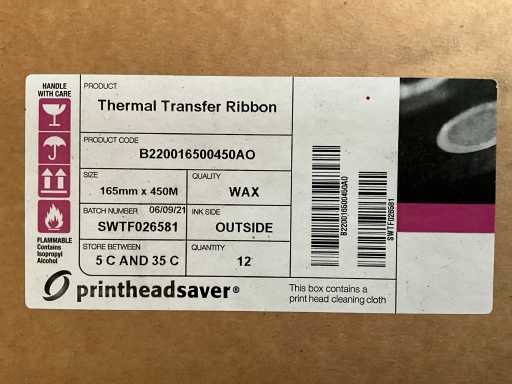 HANDLE
WITH CARE
FLAMMABLE
Contains
Isopropyl
Alcohol
PRODUCT
Thermal Transfer Ribbon
PRODUCT CODE
B220016500450AO
SIZE
165mm x 450M
QUALITY
WAX
BATCH NUMBER 06/09/21
SWTF026581
INK SIDE
OUTSIDE
STORE BETWEEN
5 C AND 35 C
QUANTITY
12
B220016500450AO
SWTF026581
printheadsaver®
This box contains a
print head cleaning cloth